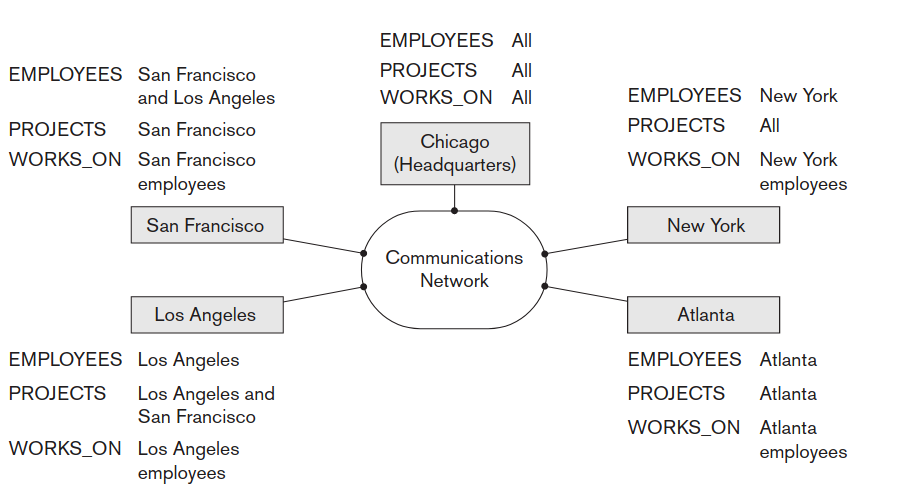 EMPLOYEES All
PROJECTS All
WORKS_ON All
Chicago
(Headquarters)
EMPLOYEES San Francisco
and Los Angeles
PROJECTS San Francisco
WORKS_ON San Francisco
employees
San Francisco
EMPLOYEES New York
PROJECTS All
WORKS_ON New York
employees
New York
Communications
Network
Los Angeles
EMPLOYEES Los Angeles
PROJECTS Los Angeles and
San Francisco
WORKS_ON Los Angeles
employees
Atlanta
EMPLOYEES Atlanta
PROJECTS Atlanta
WORKS_ON Atlanta
employees